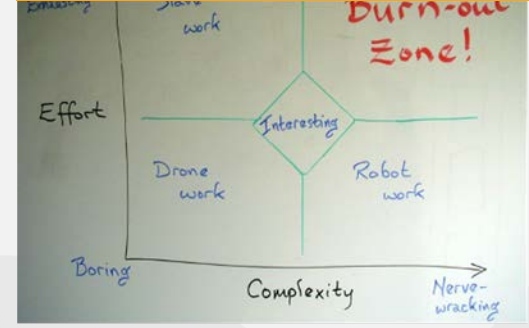 work
Burn-out
Zone!
Effort
Interesting
Drone
work
Robot
work
Boring
Complexity
Nerve-
wracking